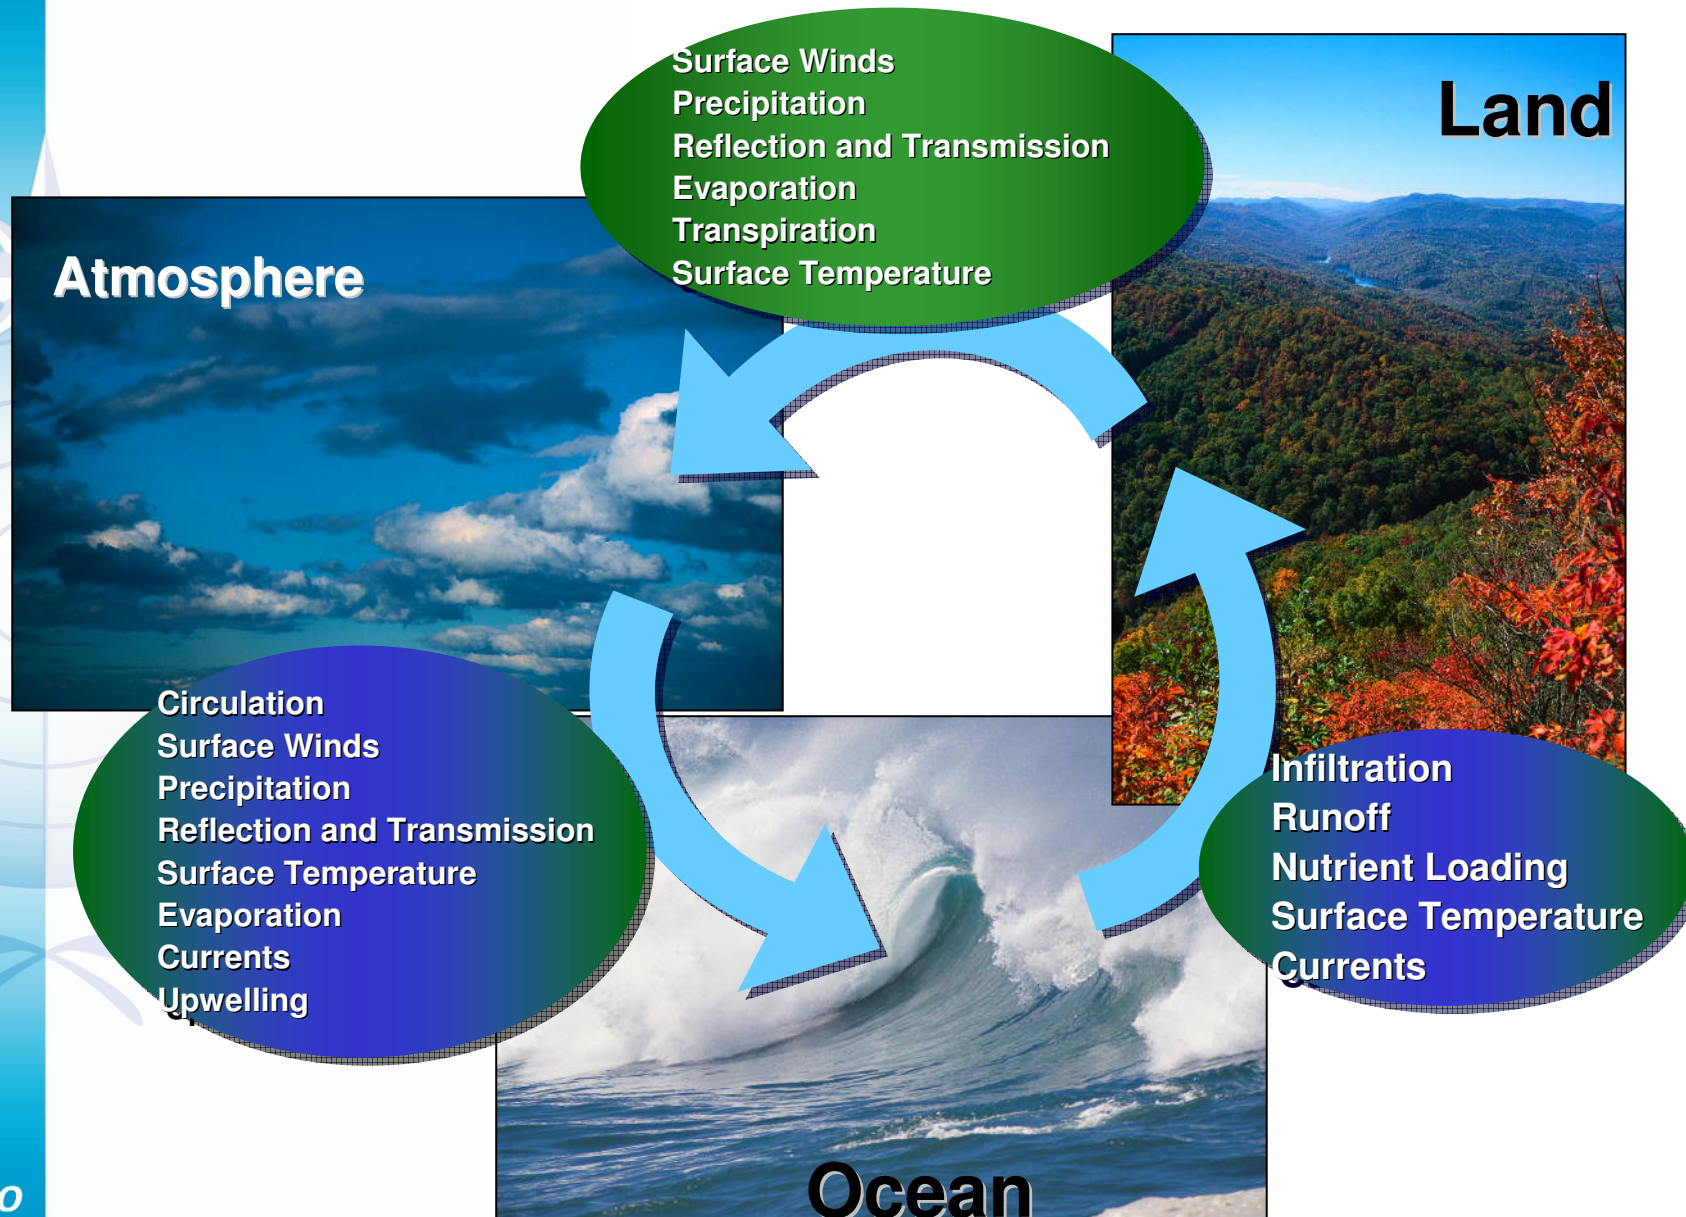 Surface Winds
Precipitation
Reflection and Transmission
Evaporation
Transpiration
Surface Temperature
Land
Atmosphere
Circulation
Surface Winds
Precipitation
Reflection and Transmission
Surface Temperature
Evaporation
Currents
Upwelling
Infiltration
Runoff
Nutrient Loading
Surface Temperature
Currents
Ocean
o